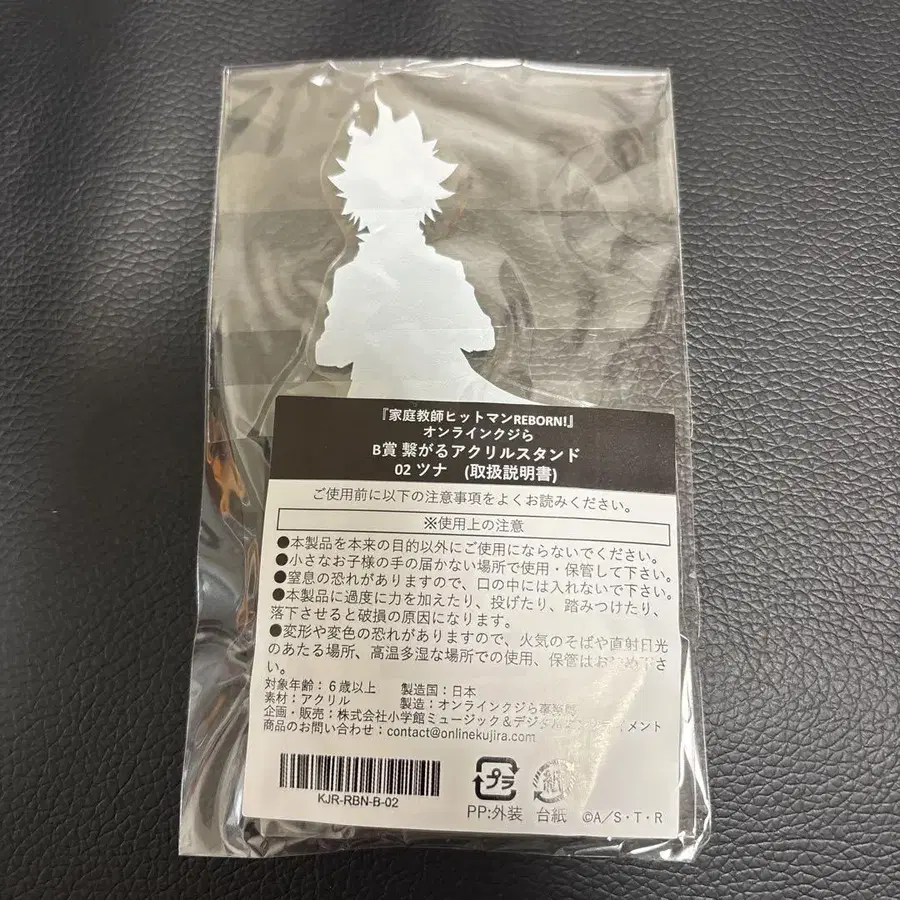 『家庭教師ヒットマンREBORN!』
オンラインクジら
B賞 繋がるアクリルスタンド
02 ツナ (取扱説明書)
ご使用前に以下の注意事項をよくお読みください。
※使用上の注意
●本製品を本来の目的以外にご使用にならないでください。
●小さなお子様の手の届かない場所で使用・保管して下さい。
●窒息の恐れがありますので、口の中には入れないで下さい。
●本製品に過度に力を加えたり、投げたり、踏みつけたり、
落下させると破損の原因になります。
●変形や変色の恐れがありますので、火気のそばや直射日光
のあたる場所、高温多湿な場所での使用、保管はお止め下さ
い。
対象年齢：６歳以上 製造国：日本
素材：アクリル 製造：オンラインクジら事務局
企画・販売：株式会社小学館ミュージック＆デジタル メント
商品のお問い合わせ：contact@onlinekujira.com
KJR-RBN-B-02
プラ 紙
PP:外装 台紙 ©A／S・T・R